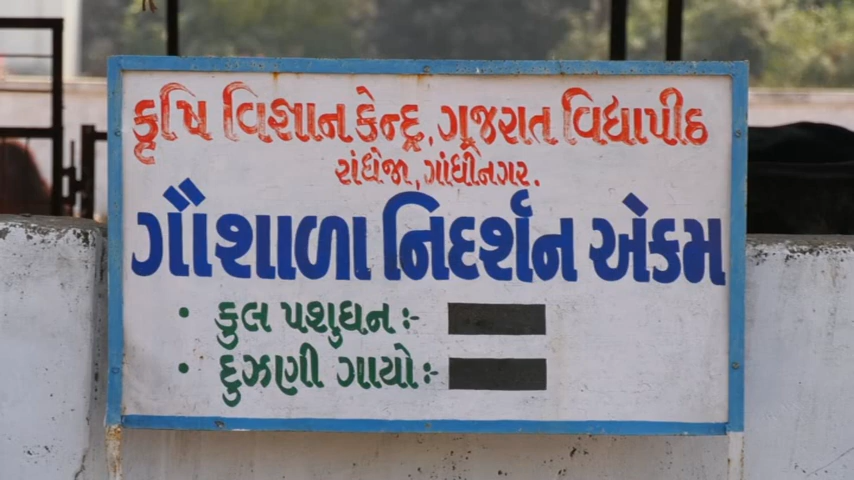 કૃષિ વિજ્ઞાન કેન્દ્ર, ગુજરાત વિદ્યાપીઠ
રાંધેજા, ગાંધીનગર.
ગૌશાળા નિદર્શન એકમ
• કુલ પશુધન :-
• દુઝણી ગાયો :-